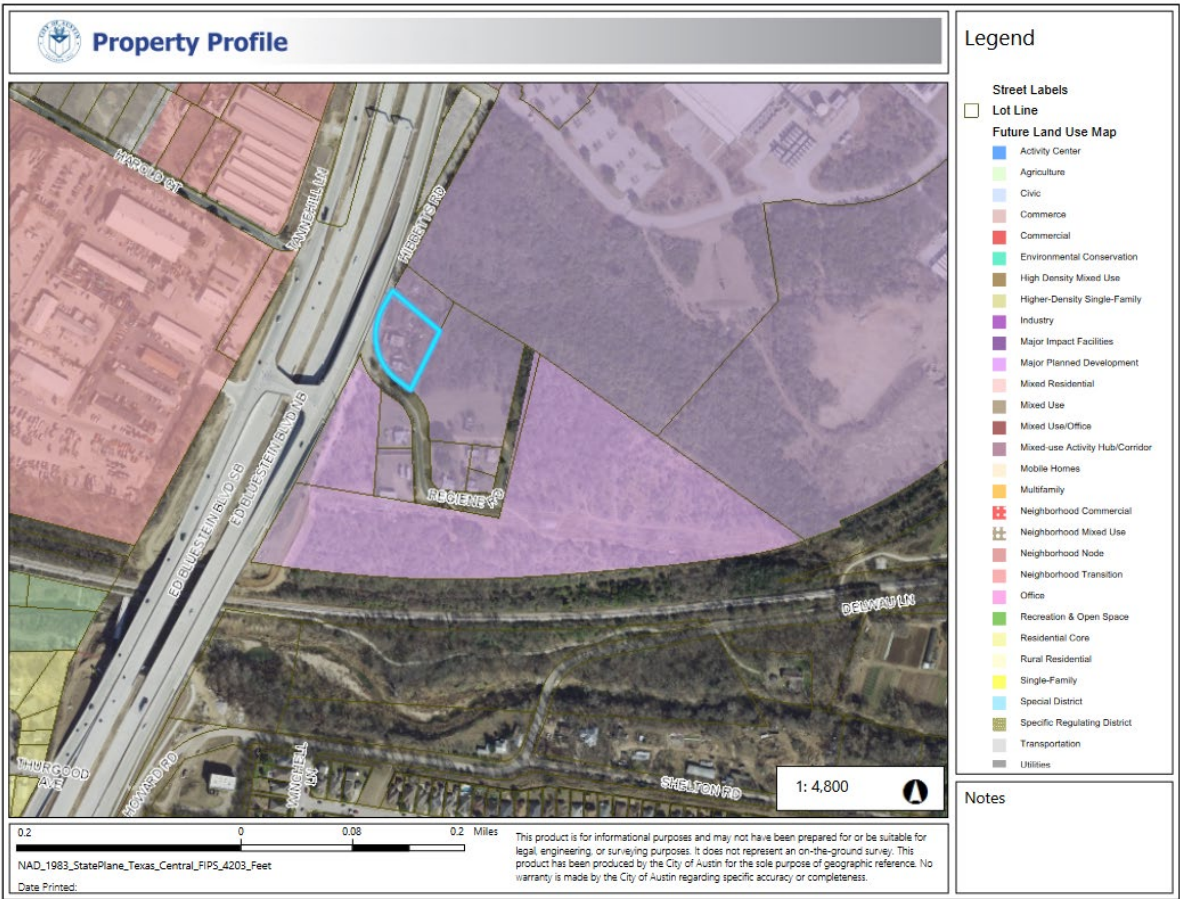 Property Profile
HAROLD CT
TANNEHILL LN
HIBBETTS RD
ED BLUESTEIN BLVD SB
ED BLUESTEIN BLVD NB
REGIENE RD
DELWAU LN
THURGOOD
AVE
HOWARD RD
WINCHELL
LN
SHELTON RD
1: 4,800
0.2
0
0.08
0.2
Miles
NAD_1983_StatePlane_Texas_Central_FIPS_4203_Feet
Date Printed:
This product is for informational purposes and may not have been prepared for or be suitable for
legal, engineering, or surveying purposes. It does not represent an on-the-ground survey. This
product has been produced by the City of Austin for the sole purpose of geographic reference. No
warranty is made by the City of Austin regarding specific accuracy or completeness.
Legend
Street Labels
Lot Line
Future Land Use Map
Activity Center
Agriculture
Civic
Commerce
Commercial
Environmental Conservation
High Density Mixed Use
Higher-Density Single-Family
Industry
Major Impact Facilities
Major Planned Development
Mixed Residential
Mixed Use
Mixed Use/Office
Mixed-use Activity Hub/Corridor
Mobile Homes
Multifamily
Neighborhood Commercial
Neighborhood Mixed Use
Neighborhood Node
Neighborhood Transition
Office
Recreation & Open Space
Residential Core
Rural Residential
Single-Family
Special District
Specific Regulating District
Transportation
Utilities
Notes